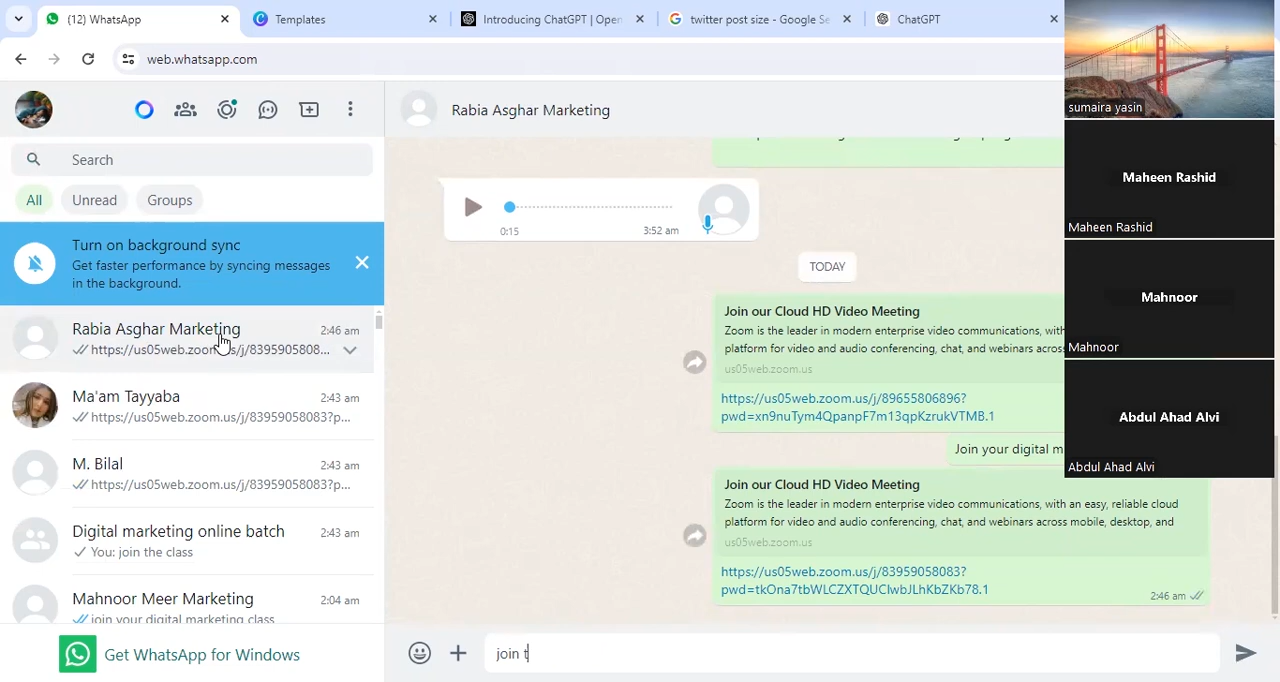 (12) WhatsApp
Templates
Introducing ChatGPT | Open
twitter post size - Google Se
ChatGPT
web.whatsapp.com
Search
All
Unread
Groups
Turn on background sync
Get faster performance by syncing messages
in the background.
Rabia Asghar Marketing
2:46 am
https://us05web.zoom.us/j/8395905808...
Ma'am Tayyaba
2:43 am
https://us05web.zoom.us/j/83959058083?p...
M. Bilal
2:43 am
https://us05web.zoom.us/j/83959058083?p...
Digital marketing online batch
2:43 am
You: join the class
Mahnoor Meer Marketing
2:04 am
join your digital marketing class
Get WhatsApp for Windows
Rabia Asghar Marketing
0:15
3:52 am
TODAY
Join our Cloud HD Video Meeting
Zoom is the leader in modern enterprise video communications, with
platform for video and audio conferencing, chat, and webinars across
us05web.zoom.us
https://us05web.zoom.us/j/89655806896?
pwd=xn9nuTym4QpanpF7m13qpKzrukVTMB.1
Join your digital m
Join our Cloud HD Video Meeting
Zoom is the leader in modern enterprise video communications, with an easy, reliable cloud
platform for video and audio conferencing, chat, and webinars across mobile, desktop, and
us05web.zoom.us
https://us05web.zoom.us/j/83959058083?
pwd=tkOna7tbWLCZXTQUClwbJLhKbZKb78.1
2:46 am
join t
sumaira yasin
Maheen Rashid
Maheen Rashid
Mahnoor
Mahnoor
Abdul Ahad Alvi
Abdul Ahad Alvi